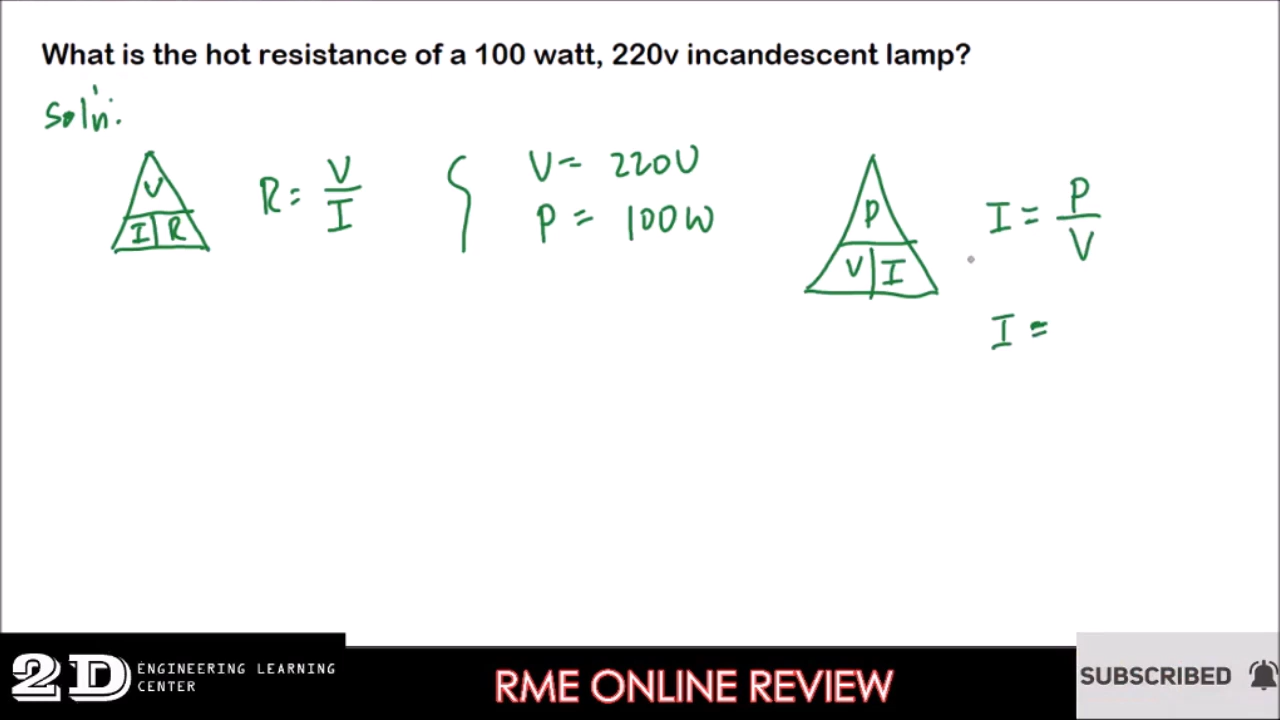 What is the hot resistance of a 100 watt, 220v incandescent lamp?
Sol'n:
V
I R
R = V
I
V = 220V
P = 100W
P
V I
I = P
V
I =
2D ENGINEERING LEARNING
CENTER
RME ONLINE REVIEW
SUBSCRIBED